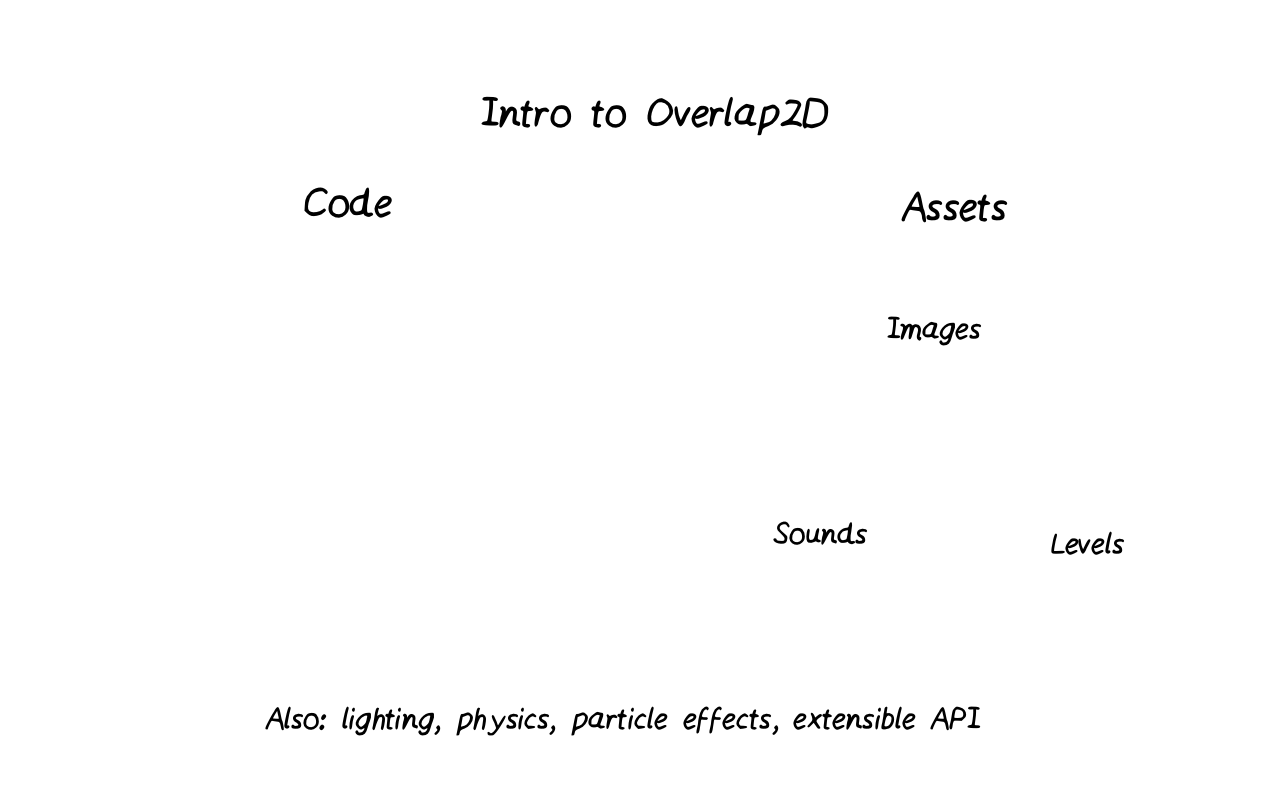 Intro to Overlap2D
Code
Assets
Images
Sounds
Levels
Also: lighting, physics, particle effects, extensible API